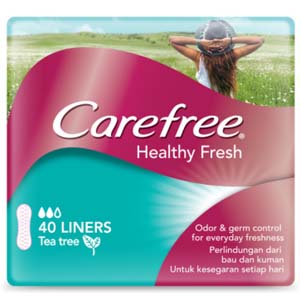 Carefree®
Healthy Fresh
40 LINERS
Tea tree
Odor & germ control
for everyday freshness
Perlindungan dari
bau dan kuman
Untuk kesegaran setiap hari